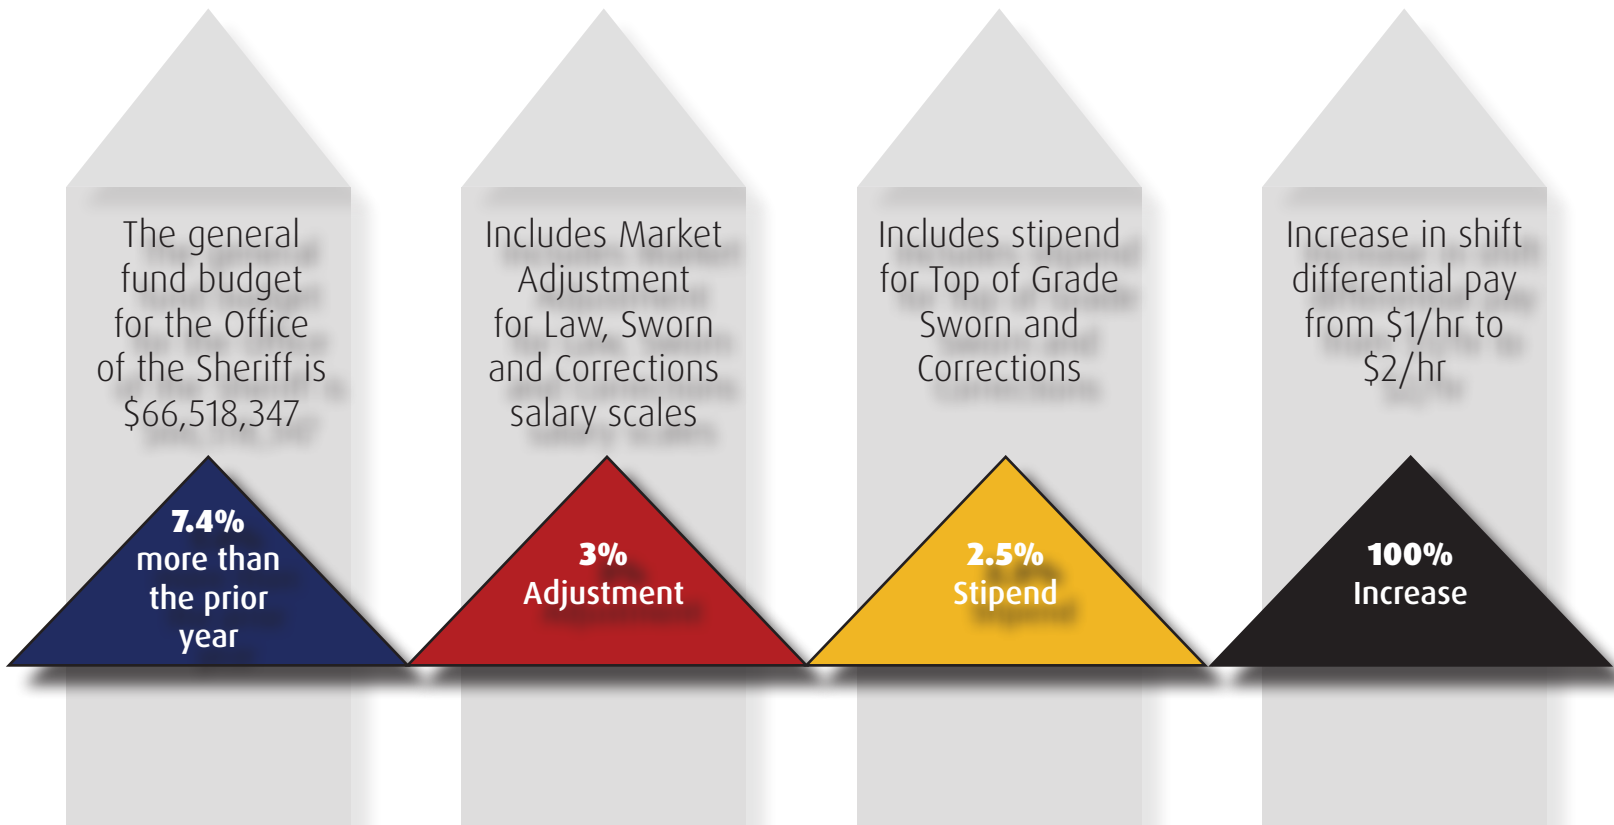 The general
fund budget
for the Office
of the Sheriff is
$66,518,347
7.4%
more than
the prior
year
Includes Market
Adjustment
for Law, Sworn
and Corrections
salary scales
3%
Adjustment
Includes stipend
for Top of Grade
Sworn and
Corrections
2.5%
Stipend
Increase in shift
differential pay
from $1/hr to
$2/hr
100%
Increase